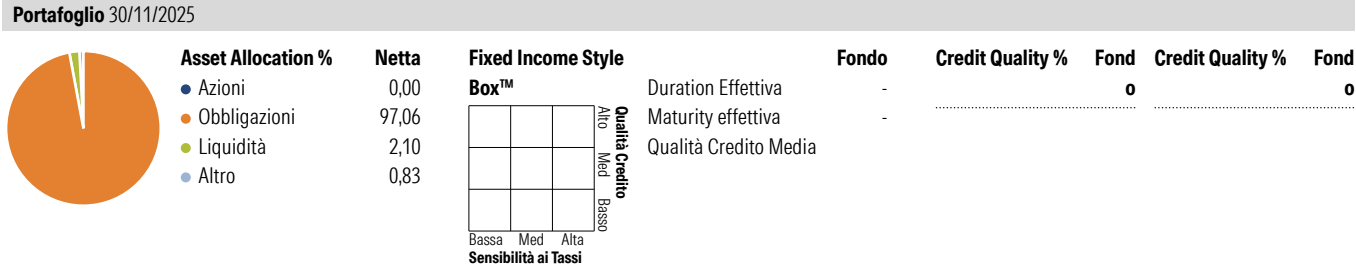 Portafoglio 30/11/2025
Asset Allocation % Netta
Azioni 0,00
Obbligazioni 97,06
Liquidità 2,10
Altro 0,83
Fixed Income Style
Box™
Alto Med Basso
Qualità Credito
Bassa Med Alta
Sensibilità ai Tassi
Fondo
Duration Effettiva -
Maturity effettiva -
Qualità Credito Media
Credit Quality % Fond
o
Credit Quality % Fond
o